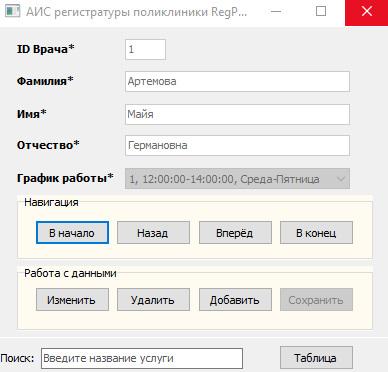 АИС регистратуры поликлиники RegP...
ID Врача* 1
Фамилия* Артемова
Имя* Майя
Отчество* Германовна
График работы* 1, 12:00:00-14:00:00, Среда-Пятница
Навигация
В начало Назад Вперёд В конец
Работа с данными
Изменить Удалить Добавить Сохранить
Поиск: Введите название услуги Таблица